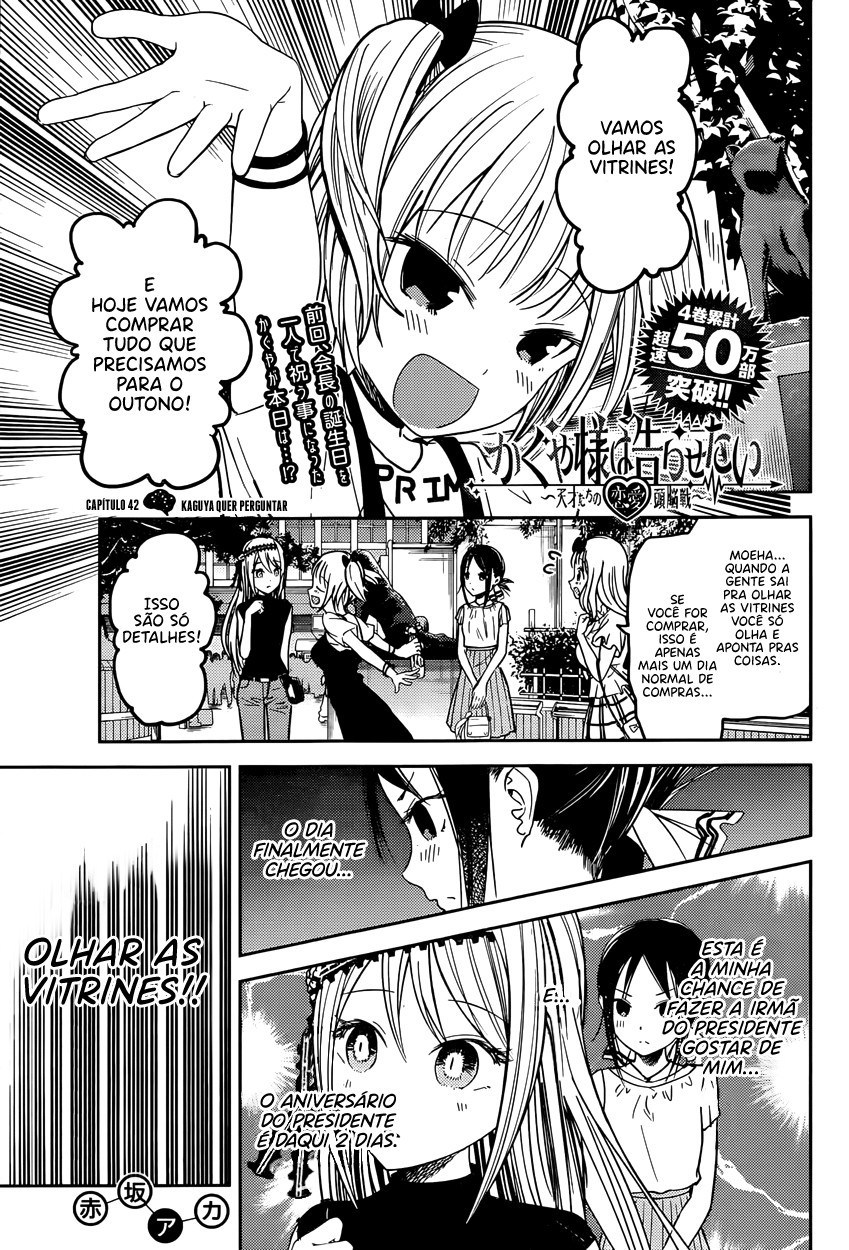 VAMOS
OLHAR AS
VITRINES!
E
HOJE VAMOS
COMPRAR
TUDO QUE
PRECISAMOS
PARA O
OUTONO!
前回、会長の誕生日を
一人で祝う事になった
かぐやが本日は…!?
4巻累計
超速
50万部
突破!!
PRIM
かぐや様は告らせたい
〜天才たちの恋愛頭脳戦〜
CAPÍTULO 42 KAGUYA QUER PERGUNTAR
MOEHA...
QUANDO A
GENTE SAI
PRA OLHAR
AS VITRINES
VOCÊ SÓ
OLHA E
APONTA PRAS
COISAS.
SE
VOCÊ FOR
COMPRAR,
ISSO É
APENAS
MAIS UM DIA
NORMAL DE
COMPRAS...
ISSO
SÃO SÓ
DETALHES!
O DIA
FINALMENTE
CHEGOU...
OLHAR AS
VITRINES!!
ESTA É
A MINHA
CHANCE DE
FAZER A IRMÃ
DO PRESIDENTE
GOSTAR DE
MIM...
E...
O ANIVERSÁRIO
DO PRESIDENTE
É DAQUI 2 DIAS.
赤坂アカ